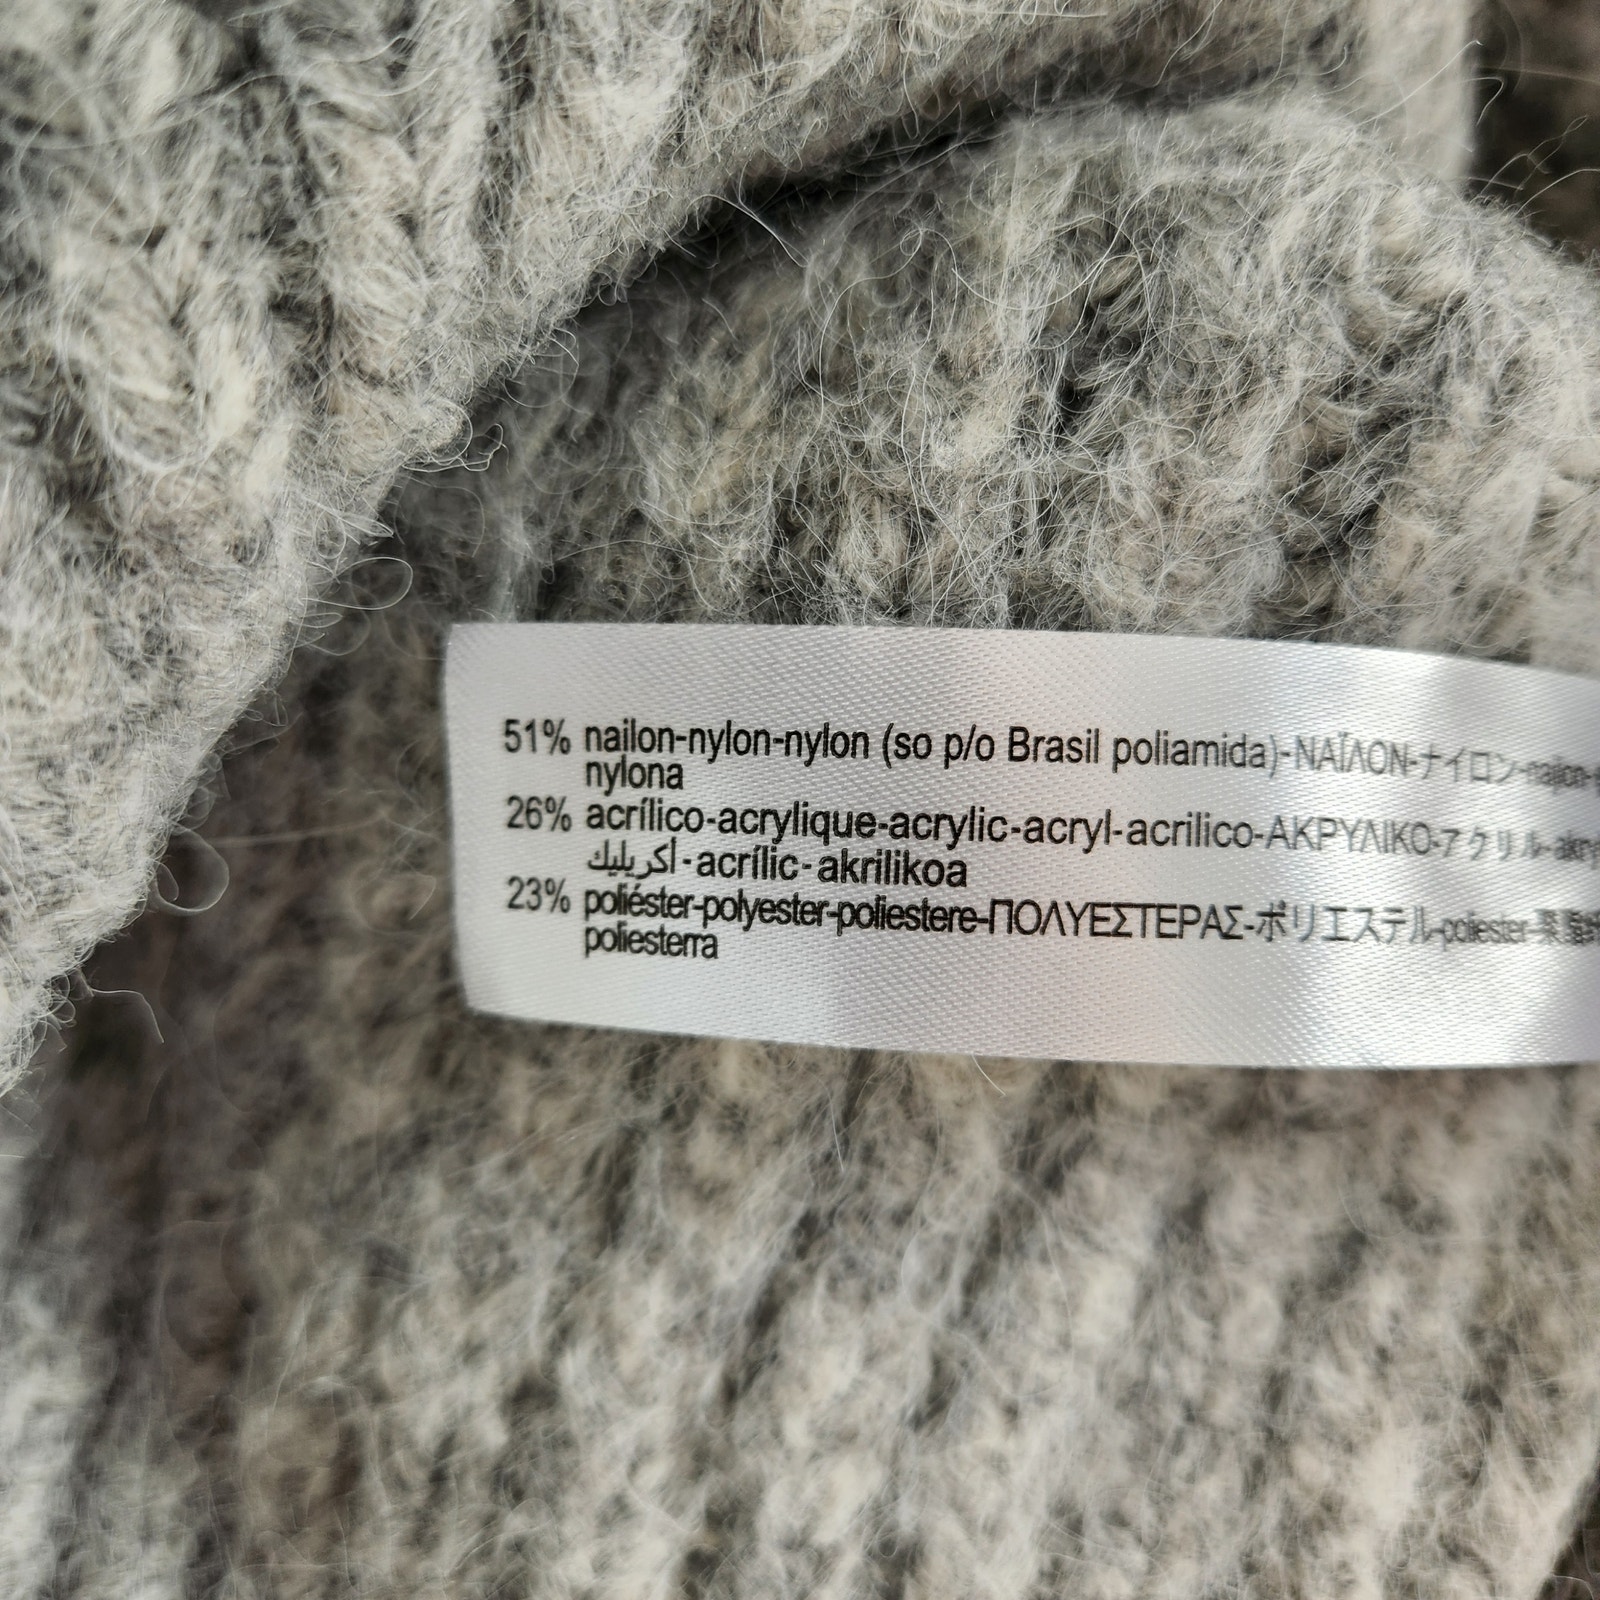 51% nailon-nylon-nylon (so p/o Brasil poliamida)-ΝΑΪΛΟΝ-ナイロン-nailon-
nylona
26% acrílico-acrylique-acrylic-acryl-acrilico-ΑΚΡΥΛΙΚΟ-アクリル-
أكريليك-acrílic-akrilikoa
23% poliéster-polyester-poliestere-ΠΟΛΥΕΣΤΕΡΑΣ-ポリエステル-poliester-
poliesterra